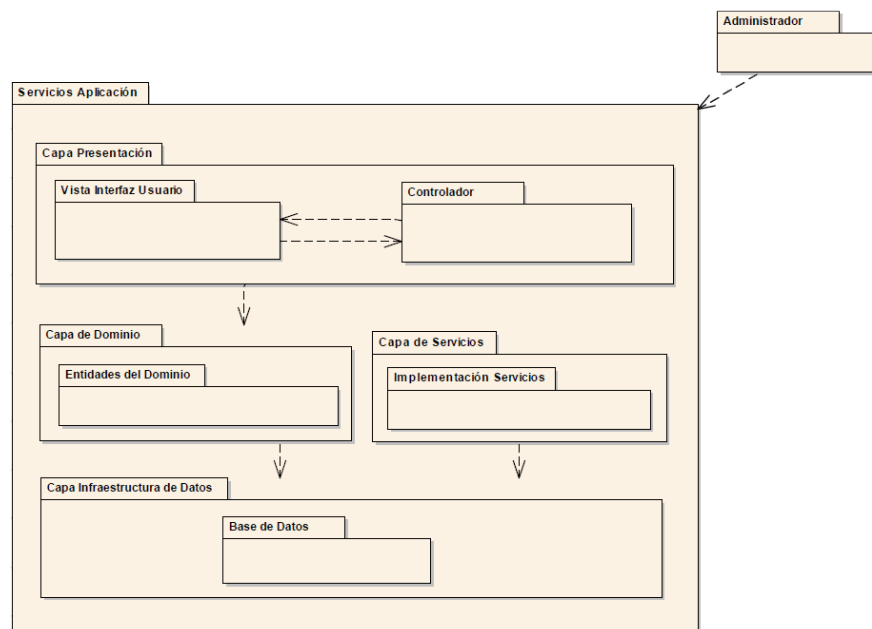 Administrador
Servicios Aplicación
Capa Presentación
Vista Interfaz Usuario
Controlador
Capa de Dominio
Capa de Servicios
Entidades del Dominio
Implementación Servicios
Capa Infraestructura de Datos
Base de Datos